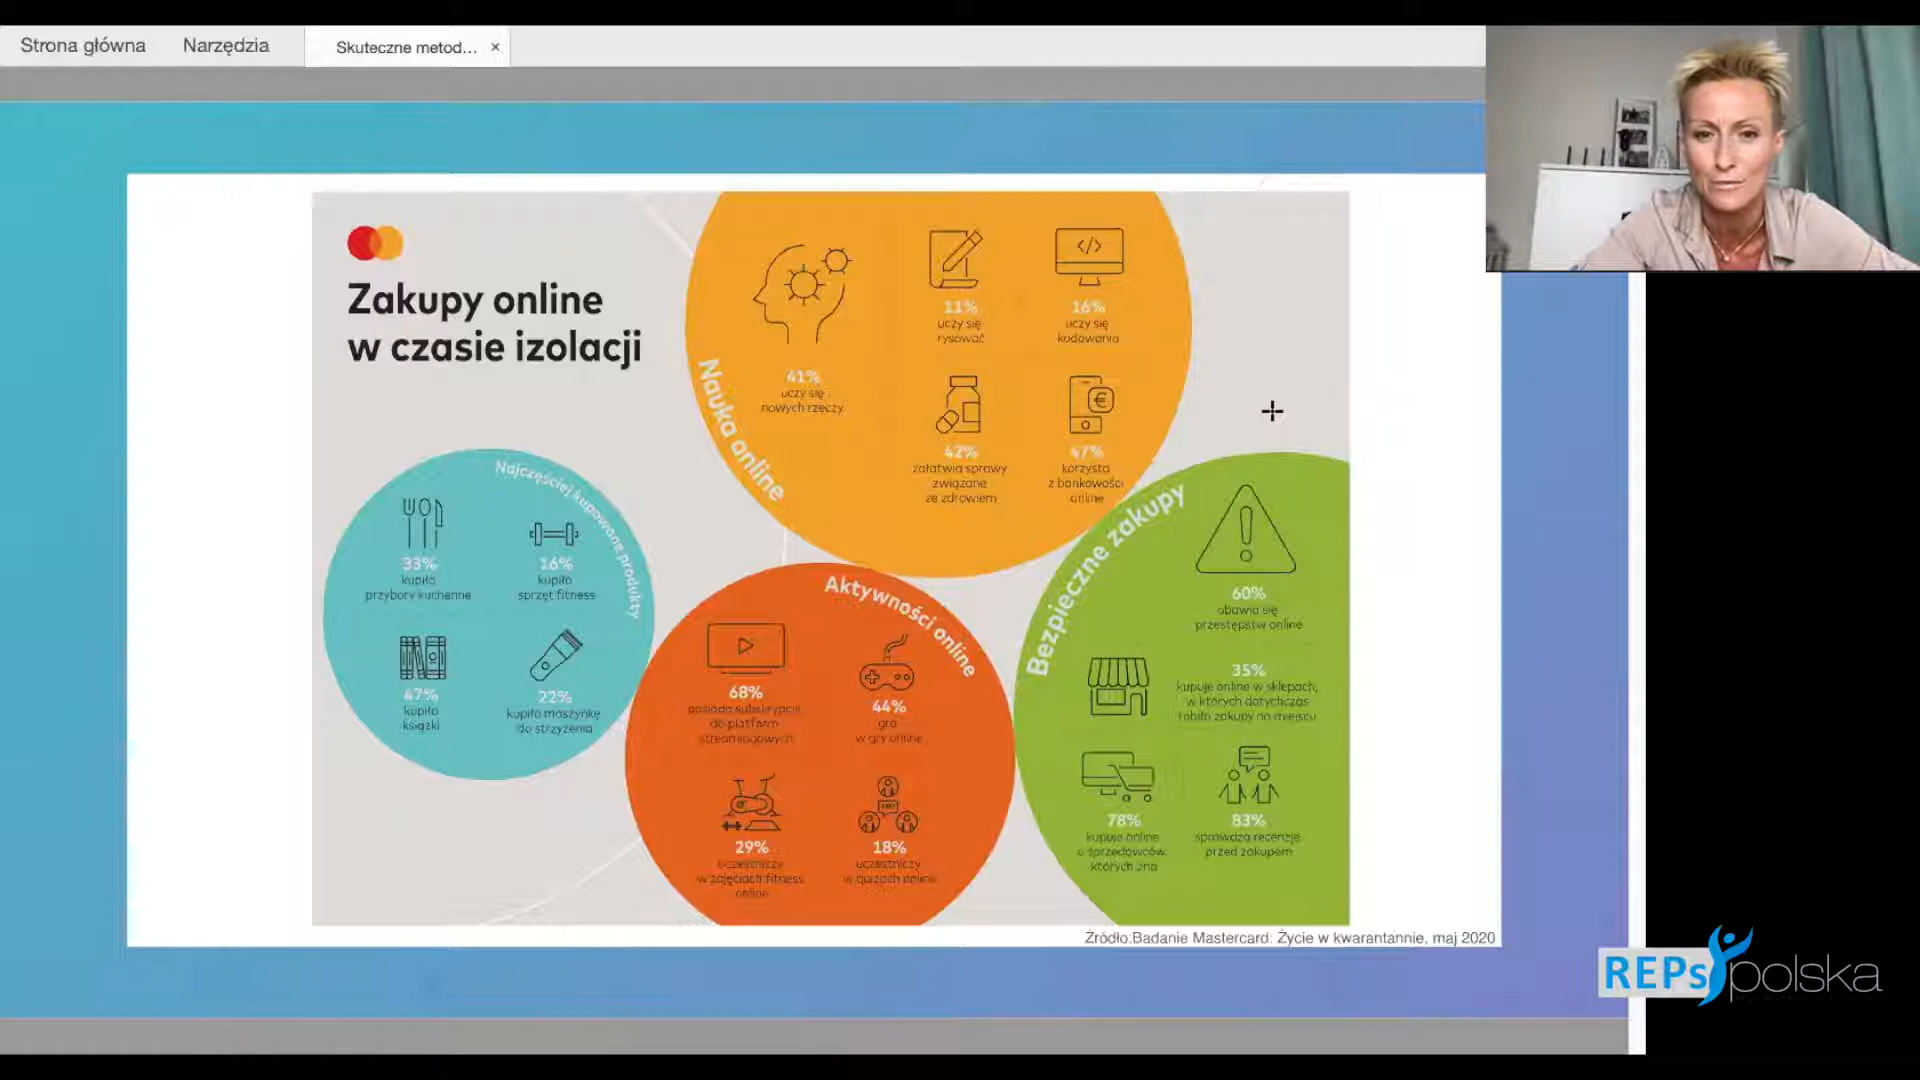 Strona główna
Narzędzia
Skuteczne metod...
×
Zakupy online
w czasie izolacji
Nauka online
41%
uczy się
nowych rzeczy
11%
uczy się
rysować
16%
uczy się
kodowania
42%
załatwia sprawy
związane
ze zdrowiem
47%
korzysta
z bankowości
online
Najczęściej kupowane produkty
33%
kupiło
przybory kuchenne
16%
kupiło
sprzęt fitness
47%
kupiło
książki
22%
kupiło maszynkę
do strzyżenia
Aktywności online
68%
posiada subskrypcje
do platform
streamingowych
44%
gra
w gry online
29%
uczestniczy
w zajęciach fitness
online
18%
uczestniczy
w quizach online
Bezpieczne zakupy
60%
obawia się
przestępstw online
35%
kupuje online w sklepach,
w których dotychczas
robiło zakupy na miejscu
78%
kupuje online
u sprzedawców,
których zna
83%
sprawdza recenzje
przed zakupem
Źródło:Badanie Mastercard: Życie w kwarantannie, maj 2020
REPs polska